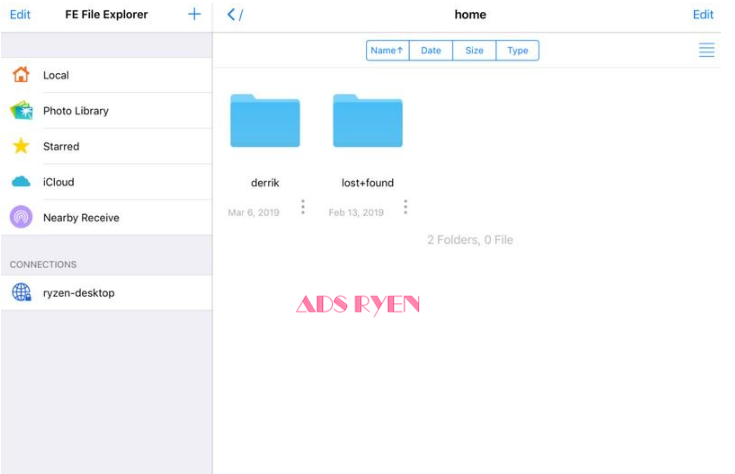 Edit FE File Explorer +
Local
Photo Library
Starred
iCloud
Nearby Receive
CONNECTIONS
ryzen-desktop
/ home Edit
Name↑ Date Size Type
derrik lost+found
Mar 6, 2019 Feb 13, 2019
2 Folders, 0 File
ADS RYEN